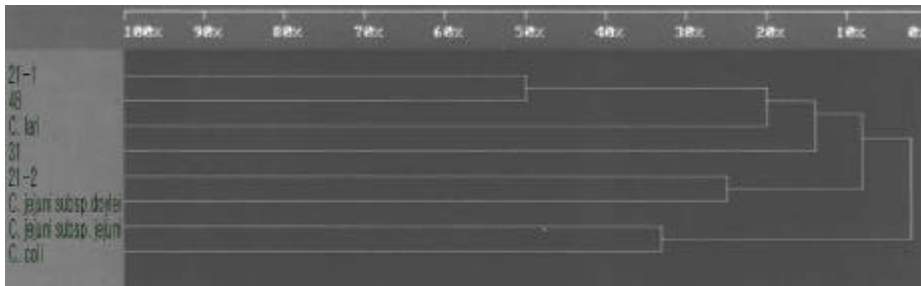 100% 90% 80% 70% 60% 50% 40% 30% 20% 10% 0%
21-1
48
C. lari
31
21-2
C. jejuni subsp.doylei
C. jejuni subsp. jejuni
C. coli